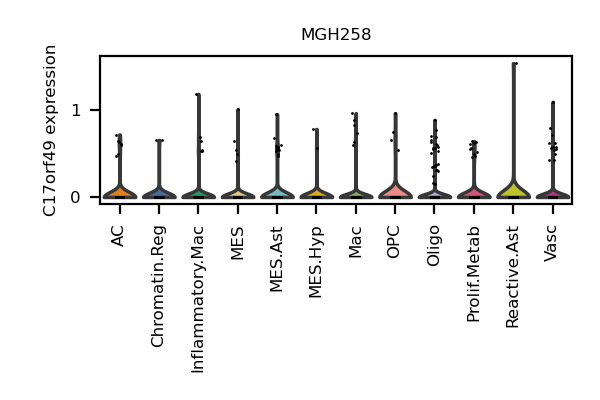 MGH258
C17orf49 expression
1
0
AC
Chromatin.Reg
Inflammatory.Mac
MES
MES.Ast
MES.Hyp
Mac
OPC
Oligo
Prolif.Metab
Reactive.Ast
Vasc